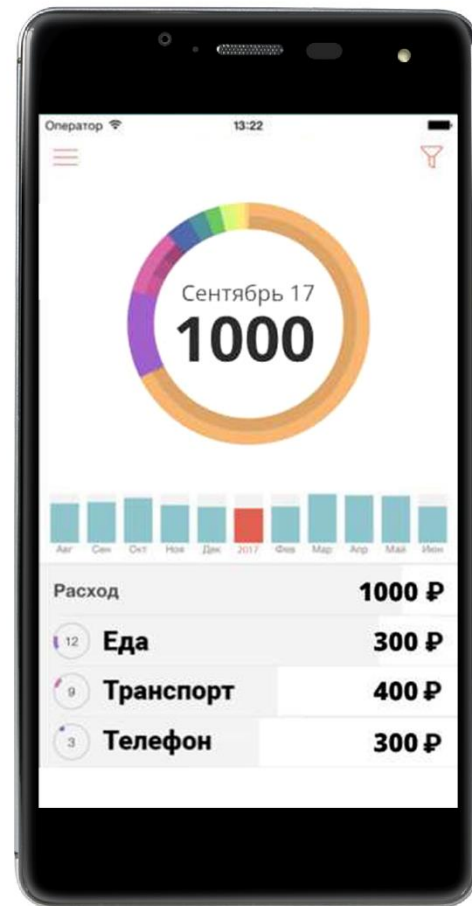 Оператор 13:22
Сентябрь 17
1000
Авг Сен Окт Ноя Дек 2017 Фев Мар Апр Май Июн
Расход 1000 ₽
12 Еда 300 ₽
9 Транспорт 400 ₽
3 Телефон 300 ₽